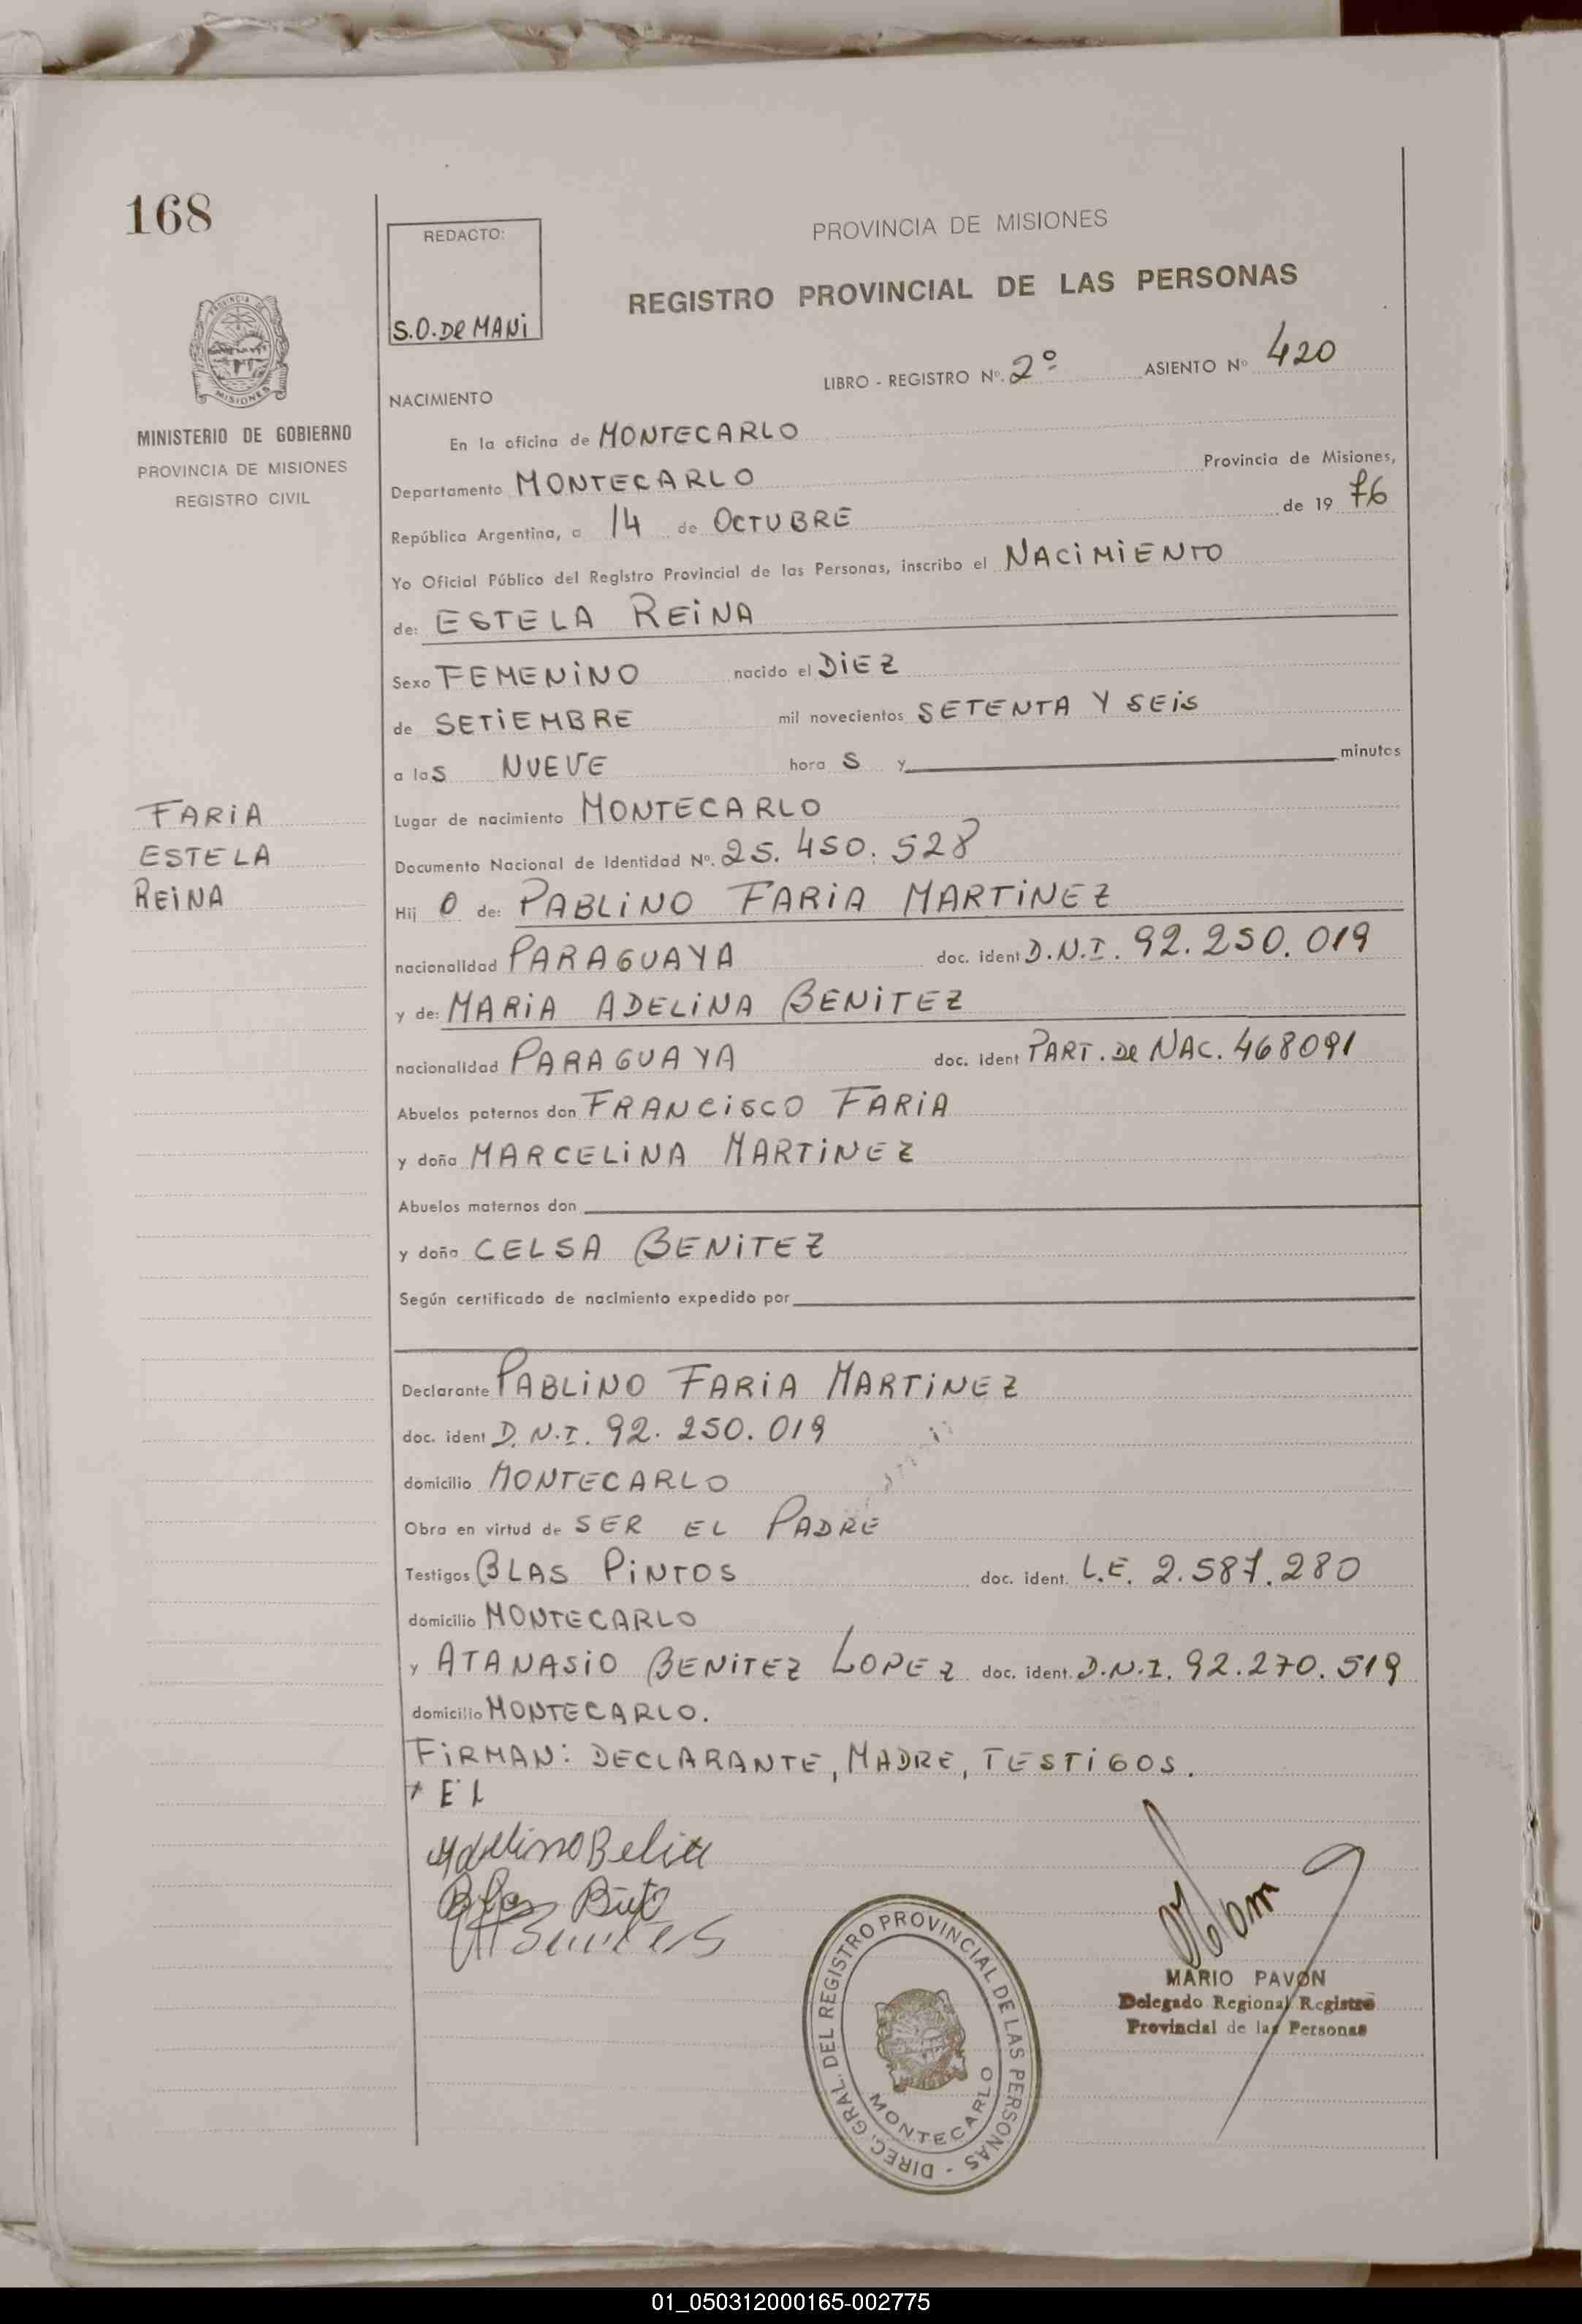 168
REDACTO:
S.O. De MANi
PROVINCIA DE MISIONES
REGISTRO PROVINCIAL DE LAS PERSONAS
LIBRO - REGISTRO Nº. 2º ASIENTO Nº 420
PROVINCIA DE MISIONES
MINISTERIO DE GOBIERNO
PROVINCIA DE MISIONES
REGISTRO CIVIL
NACIMIENTO
En la oficina de MONTECARLO
Departamento MONTECARLO Provincia de Misiones,
República Argentina, a 14 de OCTUBRE de 19 76
Yo Oficial Público del Registro Provincial de las Personas, inscribo el NACIMIENTO
de: ESTELA REINA
Sexo FEMENINO nacido el DIEZ
de SETIEMBRE mil novecientos SETENTA Y SEIS
a las NUEVE horas y minutos
FARIA
ESTELA
REINA
Lugar de nacimiento MONTECARLO
Documento Nacional de Identidad Nº. 25.450.528
Hij O de: PABLINO FARIA MARTINEZ
nacionalidad PARAGUAYA doc. ident D.N.I. 92.250.019
y de: MARIA ADELINA BENITEZ
nacionalidad PARAGUAYA doc. ident PART. De NAC. 468091
Abuelos paternos don FRANCISCO FARIA
y doña MARCELINA MARTINEZ
Abuelos maternos don
y doña CELSA BENITEZ
Según certificado de nacimiento expedido por
Declarante PABLINO FARIA MARTINEZ
doc. ident D.N.I. 92.250.019
domicilio MONTECARLO
Obra en virtud de SER EL PADRE
Testigos BLAS PINTOS doc. ident. L.E. 2.587.280
domicilio MONTECARLO
y ATANASIO BENITEZ LOPEZ doc. ident. D.N.I. 92.270.519
domicilio MONTECARLO.
FIRMAN: DECLARANTE, MADRE, TESTIGOS.
MARIO PAVON
Delegado Regional Registro
Provincial de las Personas
DIREC. GRAL. DEL REGISTRO PROVINCIAL DE LAS PERSONAS -
MONTECARLO
01_050312000165-002775